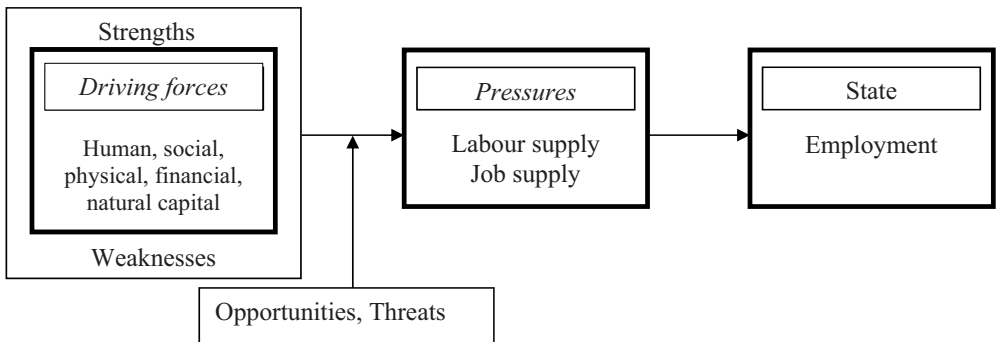 Strengths
Driving forces
Human, social,
physical, financial,
natural capital
Weaknesses
Opportunities, Threats
Pressures
Labour supply
Job supply
State
Employment